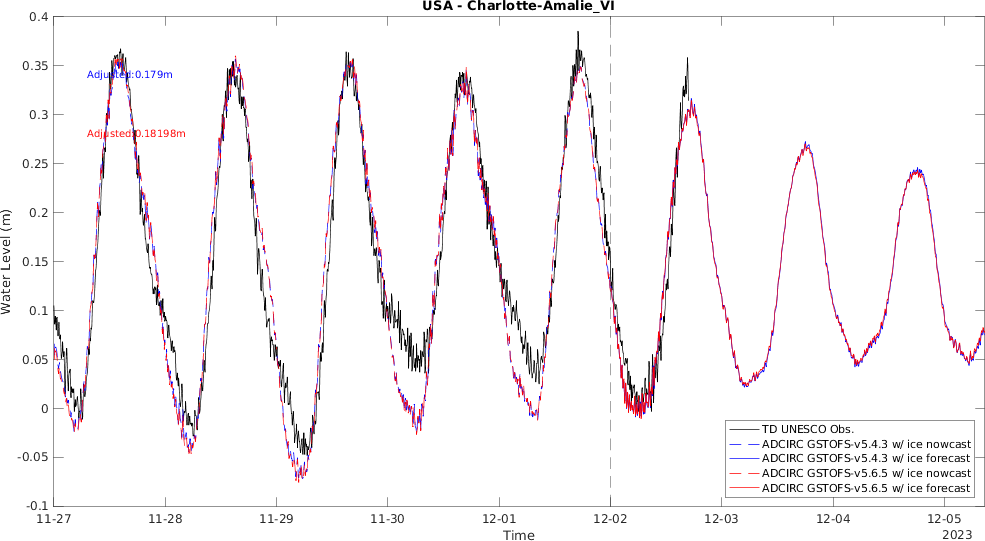 USA - Charlotte-Amalie_VI
0.4
0.35
0.3
0.25
0.2
0.15
0.1
0.05
0
-0.05
-0.1
Water Level (m)
Adjusted:0.179m
Adjusted:0.18198m
TD UNESCO Obs.
ADCIRC GSTOFS-v5.4.3 w/ ice nowcast
ADCIRC GSTOFS-v5.4.3 w/ ice forecast
ADCIRC GSTOFS-v5.6.5 w/ ice nowcast
ADCIRC GSTOFS-v5.6.5 w/ ice forecast
11-27 11-28 11-29 11-30 12-01 12-02 12-03 12-04 12-05
Time
2023